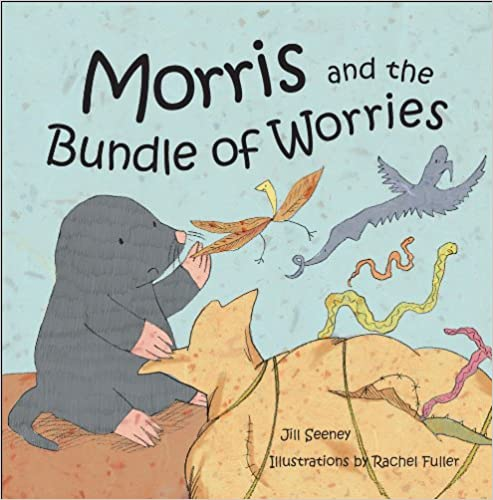 Morris and the
Bundle of Worries
Jill Seeney
Illustrations by Rachel Fuller